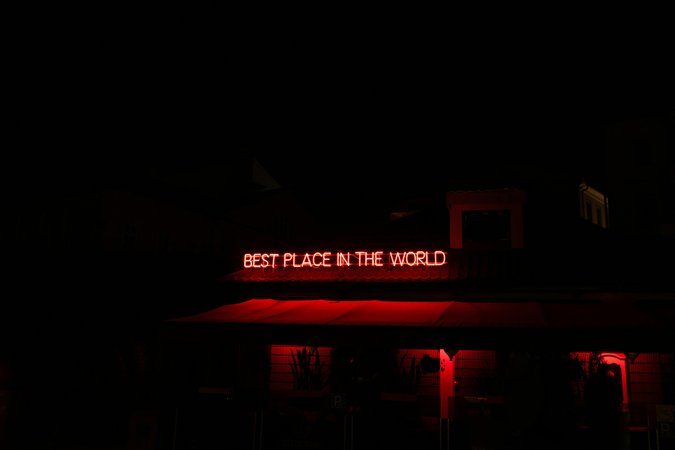 BEST PLACE IN THE WORLD
P